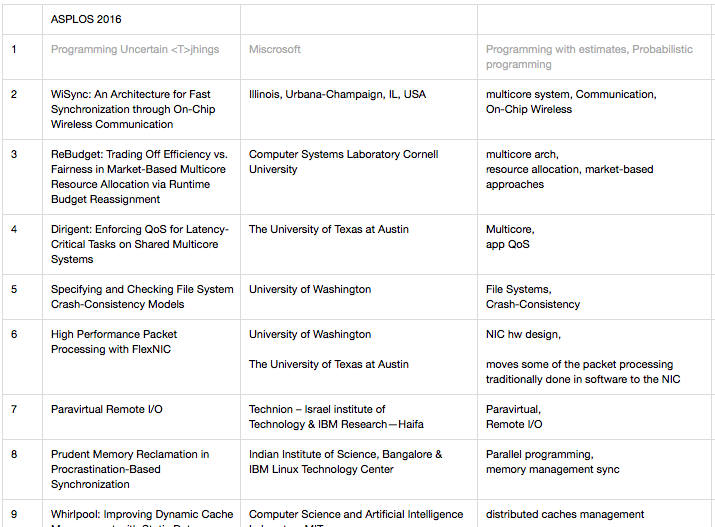 ASPLOS 2016
1
Programming Uncertain <T>jhings
Miscrosoft
Programming with estimates, Probabilistic
programming
2
WiSync: An Architecture for Fast
Synchronization through On-Chip
Wireless Communication
Illinois, Urbana-Champaign, IL, USA
multicore system, Communication,
On-Chip Wireless
3
ReBudget: Trading Off Efficiency vs.
Fairness in Market-Based Multicore
Resource Allocation via Runtime
Budget Reassignment
Computer Systems Laboratory Cornell
University
multicore arch,
resource allocation, market-based
approaches
4
Dirigent: Enforcing QoS for Latency-
Critical Tasks on Shared Multicore
Systems
The University of Texas at Austin
Multicore,
app QoS
5
Specifying and Checking File System
Crash-Consistency Models
University of Washington
File Systems,
Crash-Consistency
6
High Performance Packet
Processing with FlexNIC
University of Washington
The University of Texas at Austin
NIC hw design,
moves some of the packet processing
traditionally done in software to the NIC
7
Paravirtual Remote I/O
Technion – Israel institute of
Technology & IBM Research—Haifa
Paravirtual,
Remote I/O
8
Prudent Memory Reclamation in
Procrastination-Based
Synchronization
Indian Institute of Science, Bangalore &
IBM Linux Technology Center
Parallel programming,
memory management sync
9
Whirlpool: Improving Dynamic Cache
Computer Science and Artificial Intelligence
distributed caches management